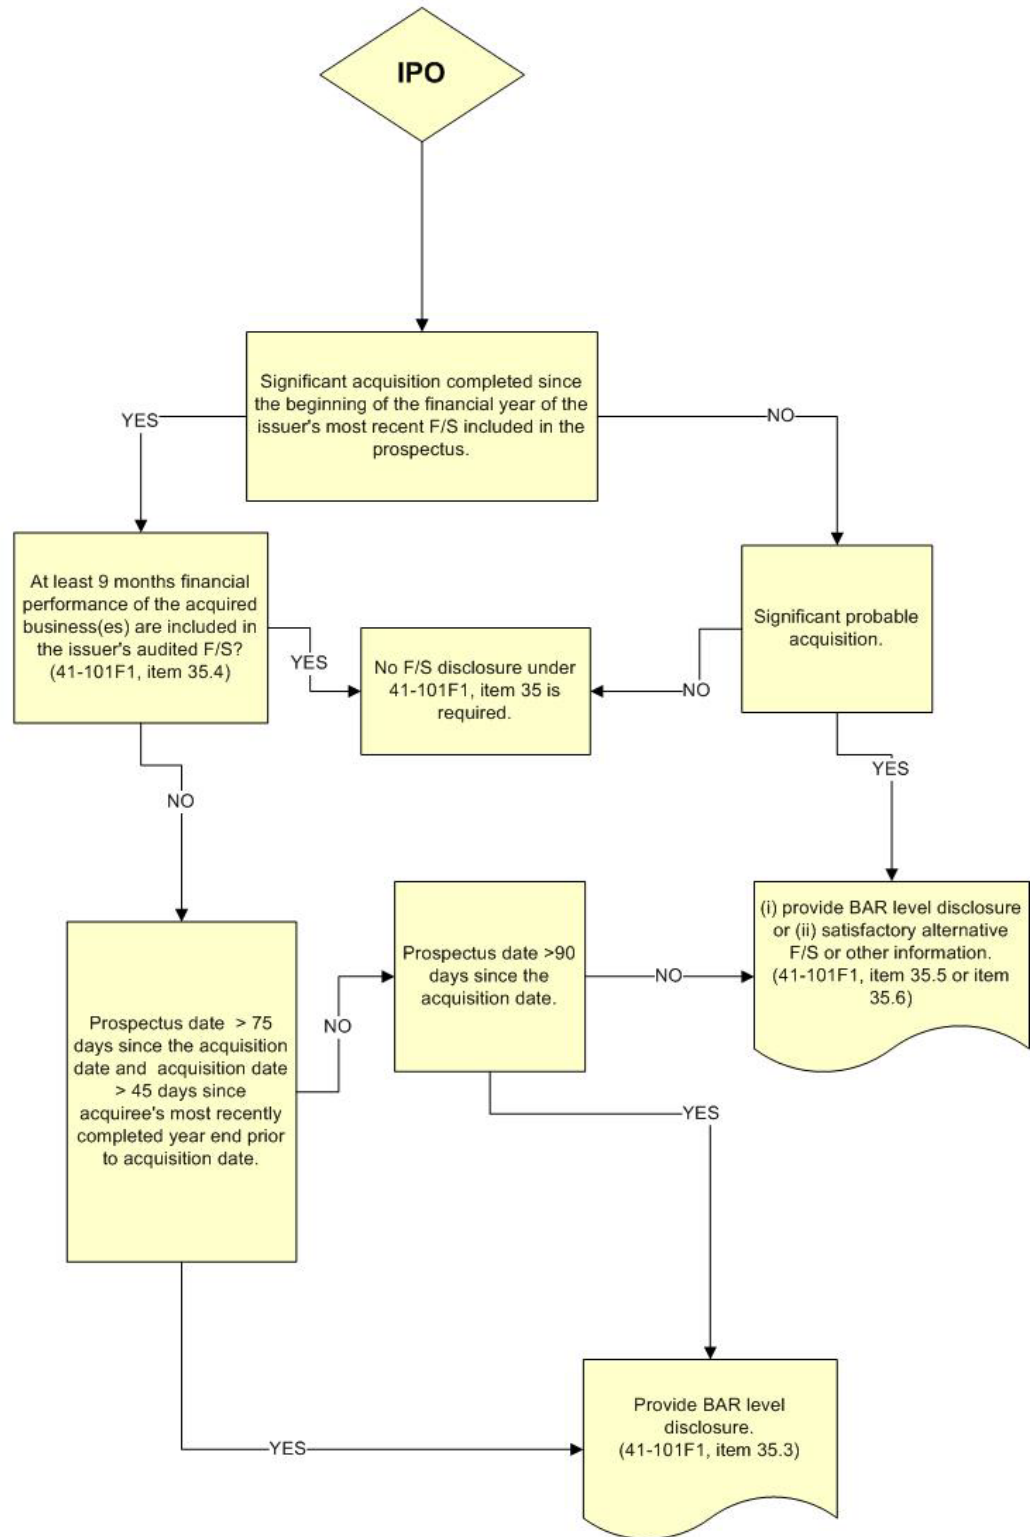 IPO
Significant acquisition completed since
the beginning of the financial year of the
issuer's most recent F/S included in the
prospectus.
YES
NO
At least 9 months financial
performance of the acquired
business(es) are included in
the issuer's audited F/S?
(41-101F1, item 35.4)
YES
No F/S disclosure under
41-101F1, item 35 is
required.
NO
Significant probable
acquisition.
YES
NO
Prospectus date  > 75
days since the acquisition
date and  acquisition date
> 45 days since
acquiree's most recently
completed year end prior
to acquisition date.
NO
Prospectus date >90
days since the
acquisition date.
NO
(i) provide BAR level disclosure
or (ii) satisfactory alternative
F/S or other information.
(41-101F1, item 35.5 or item
35.6)
YES
YES
Provide BAR level
disclosure.
(41-101F1, item 35.3)